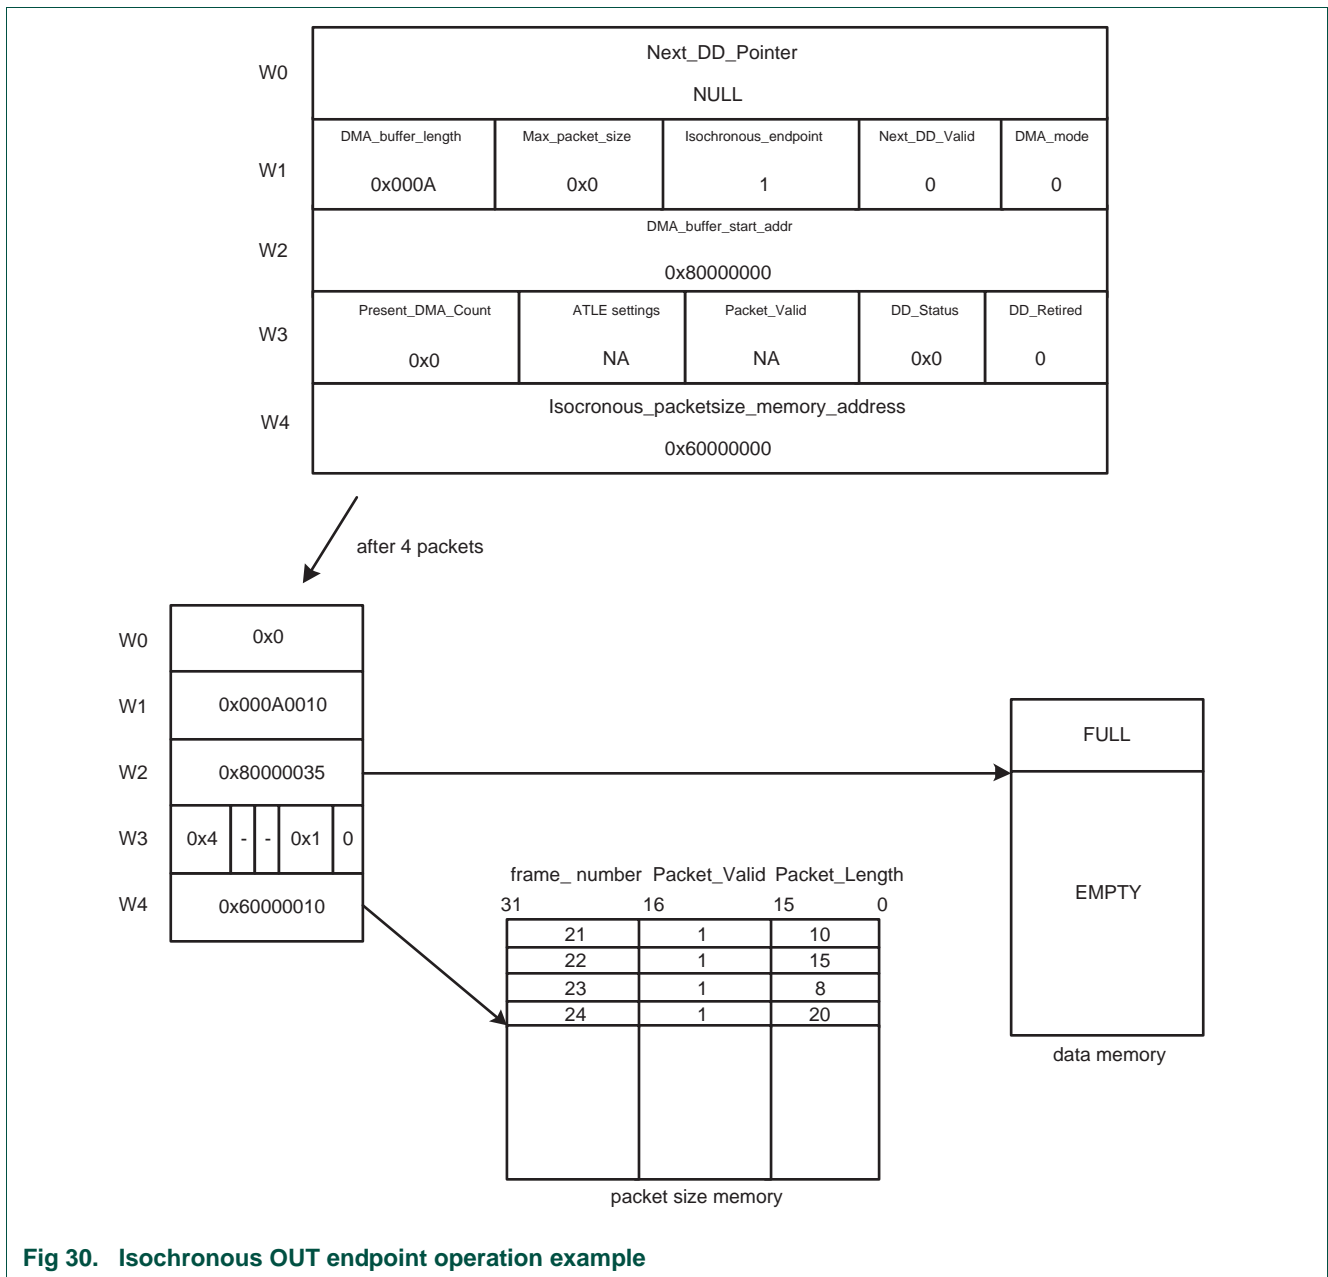 Next_DD_Pointer
W0
NULL
DMA_buffer_length Max_packet_size Isochronous_endpoint Next_DD_Valid DMA_mode
W1
0x000A 0x0 1 0 0
DMA_buffer_start_addr
W2
0x80000000
Present_DMA_Count ATLE settings Packet_Valid DD_Status DD_Retired
W3
0x0 NA NA 0x0 0
Isocronous_packetsize_memory_address
W4
0x60000000
after 4 packets
W0 0x0
W1 0x000A0010
FULL
W2 0x80000035
W3 0x4 - - 0x1 0
frame_ number Packet_Valid Packet_Length
EMPTY
W4 0x60000010
31 16 15 0
21 1 10
22 1 15
23 1 8
24 1 20
data memory
packet size memory
Fig 30. Isochronous OUT endpoint operation example